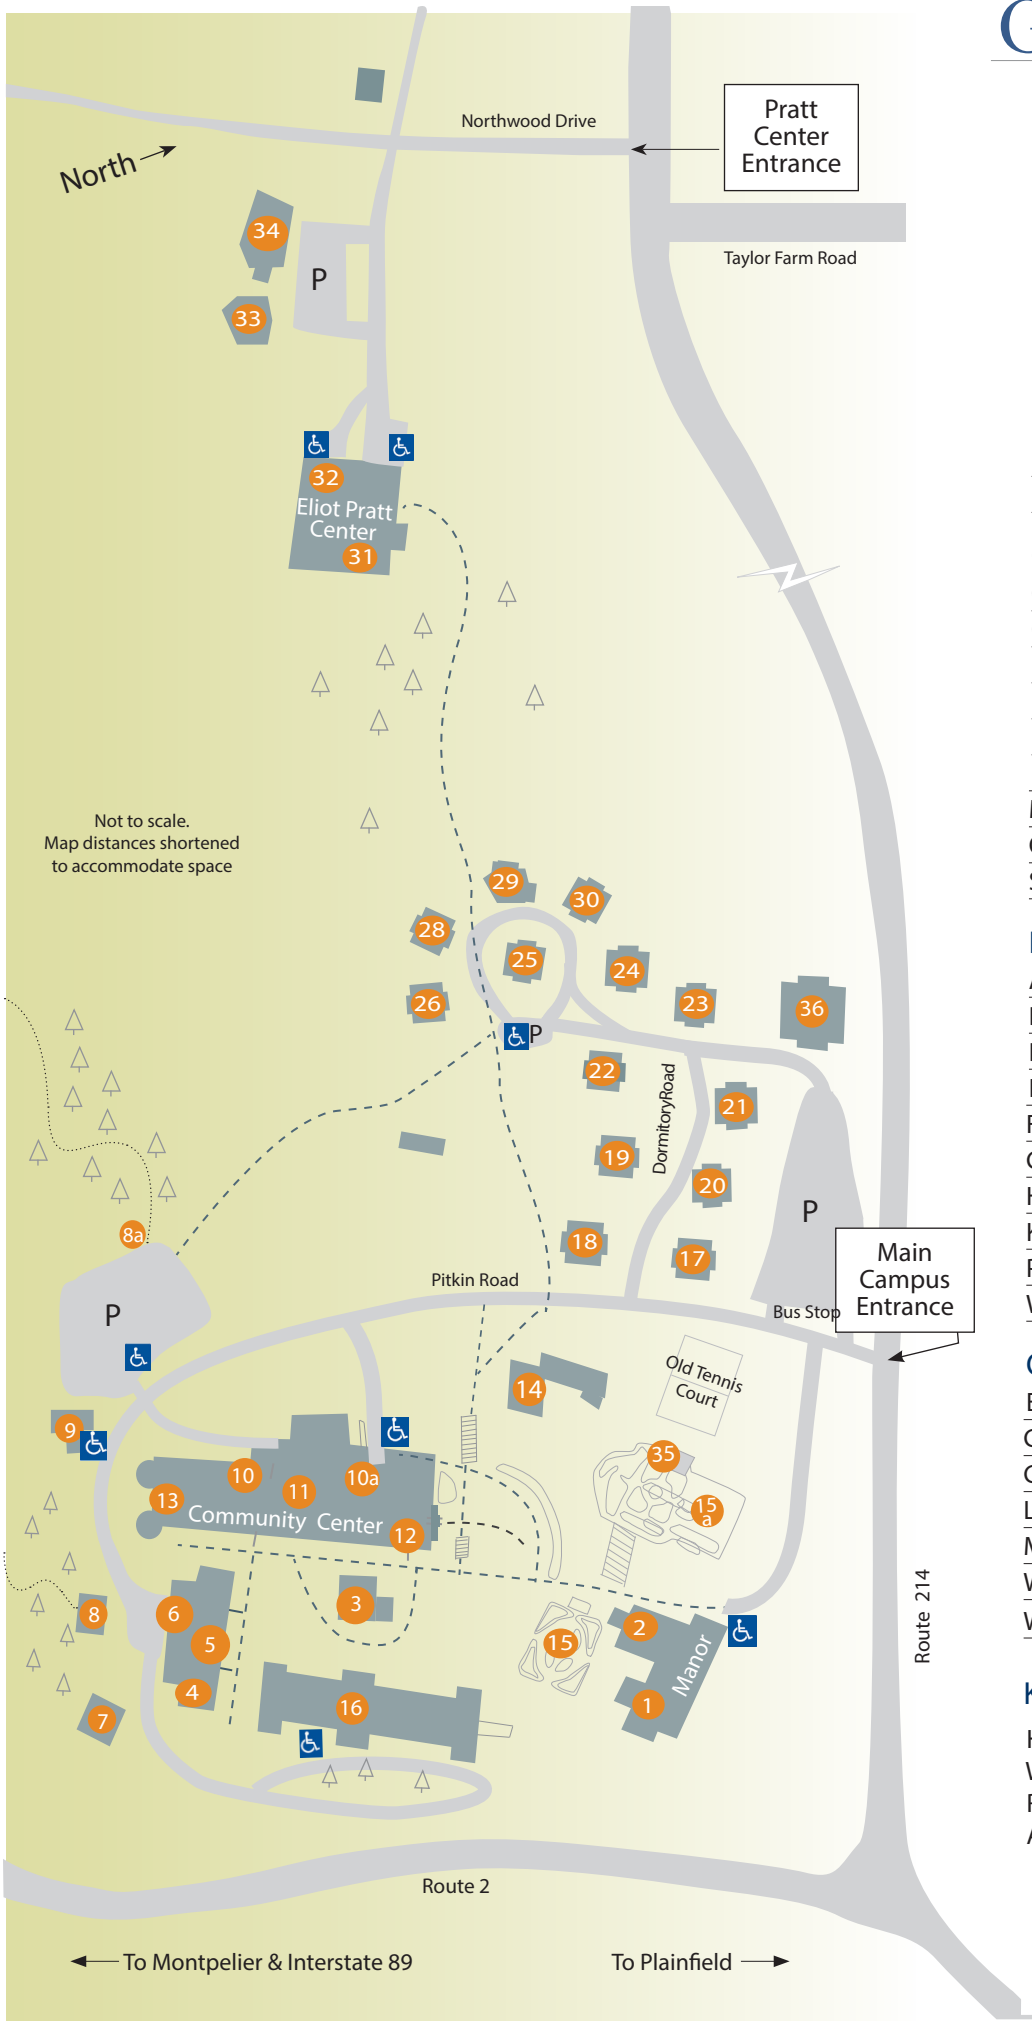 G
Northwood Drive
Pratt
Center
Entrance
North
34
P
Taylor Farm Road
33
32
Eliot Pratt
Center
31
Not to scale.
Map distances shortened
to accommodate space
29
30
28
25
24
26
23
36
P
22
DormitoryRoad
21
19
20
P
8a
18
17
Main
Campus
Entrance
Pitkin Road
Bus Stop
P
Old Tennis
Court
14
9
35
10
10a
11
13
15
a
Community Center
12
3
8
6
2
5
15
Manor
4
1
16
7
Route 214
Route 2
To Montpelier & Interstate 89
To Plainfield